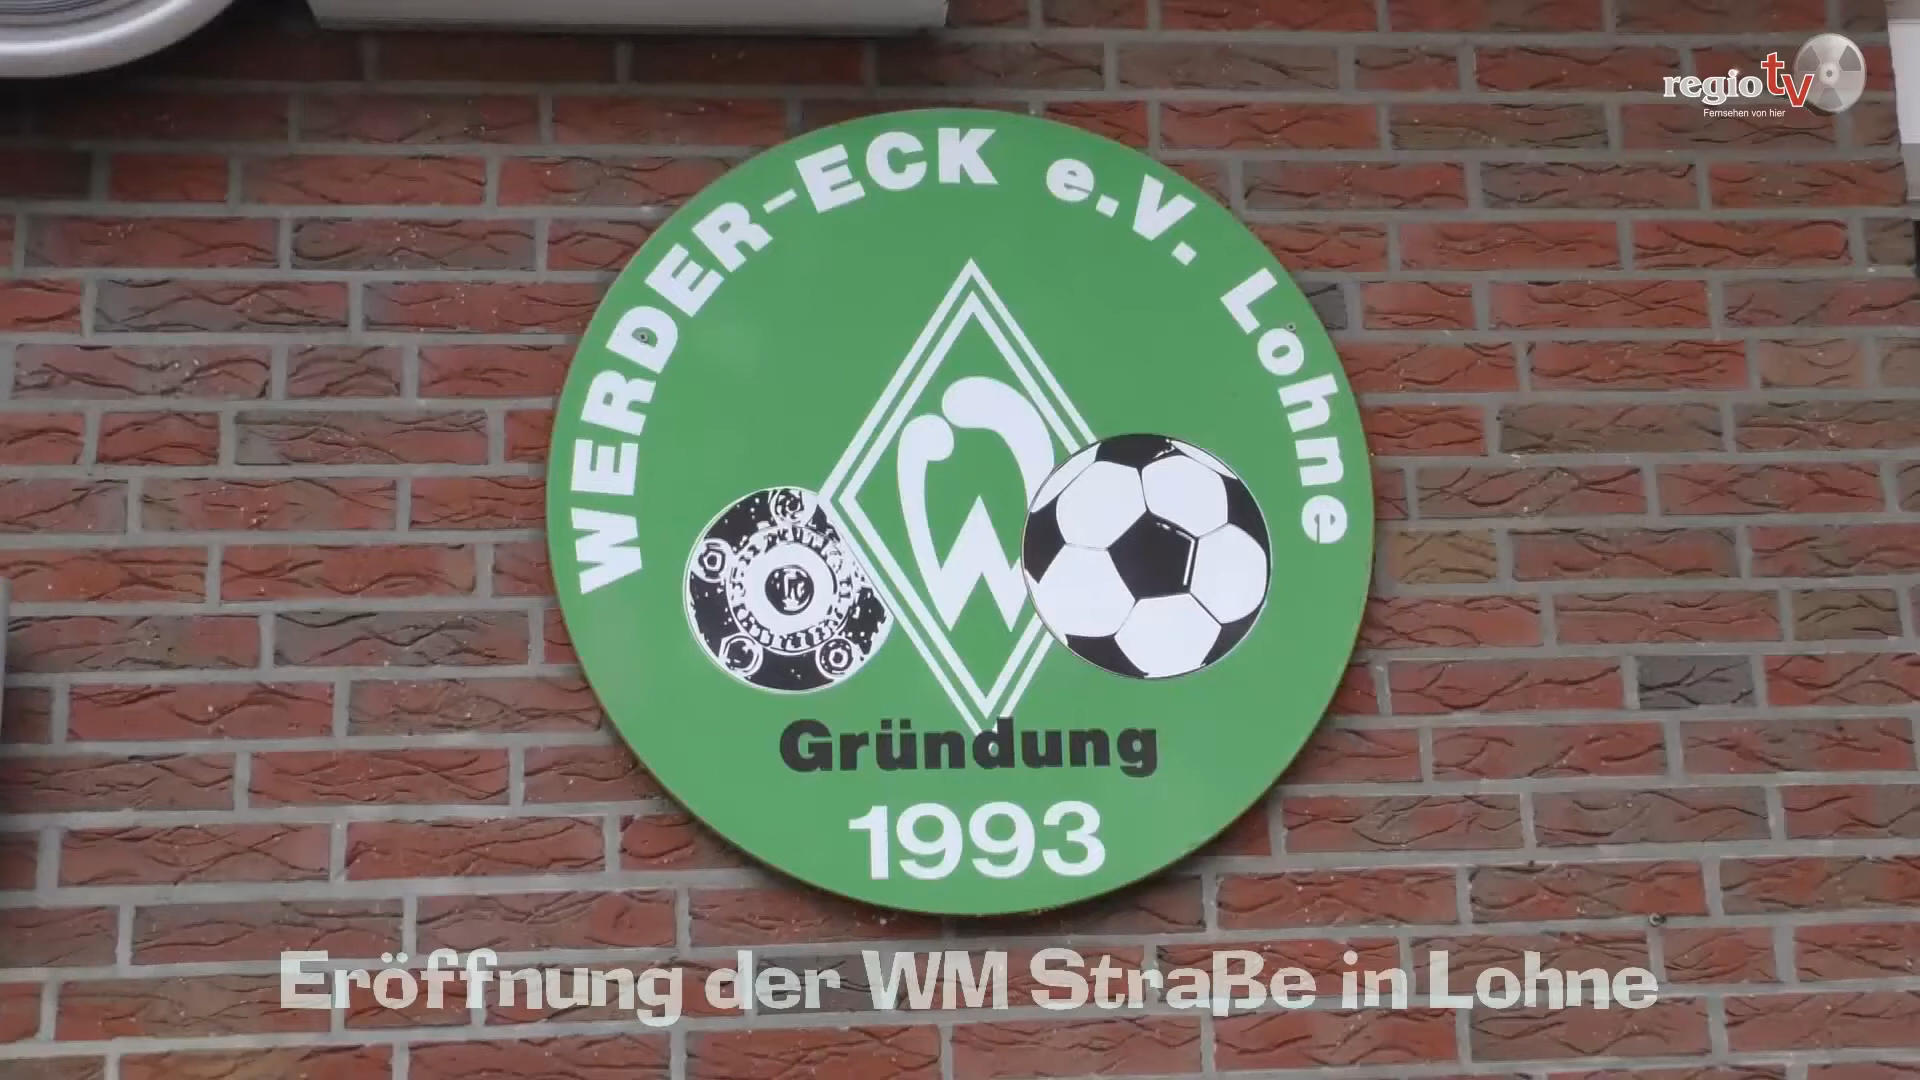 regio tv
Fernsehen von hier
WERDER-ECK e.V. Lohne
W
Gründung
1993
Eröffnung der WM Straße in Lohne